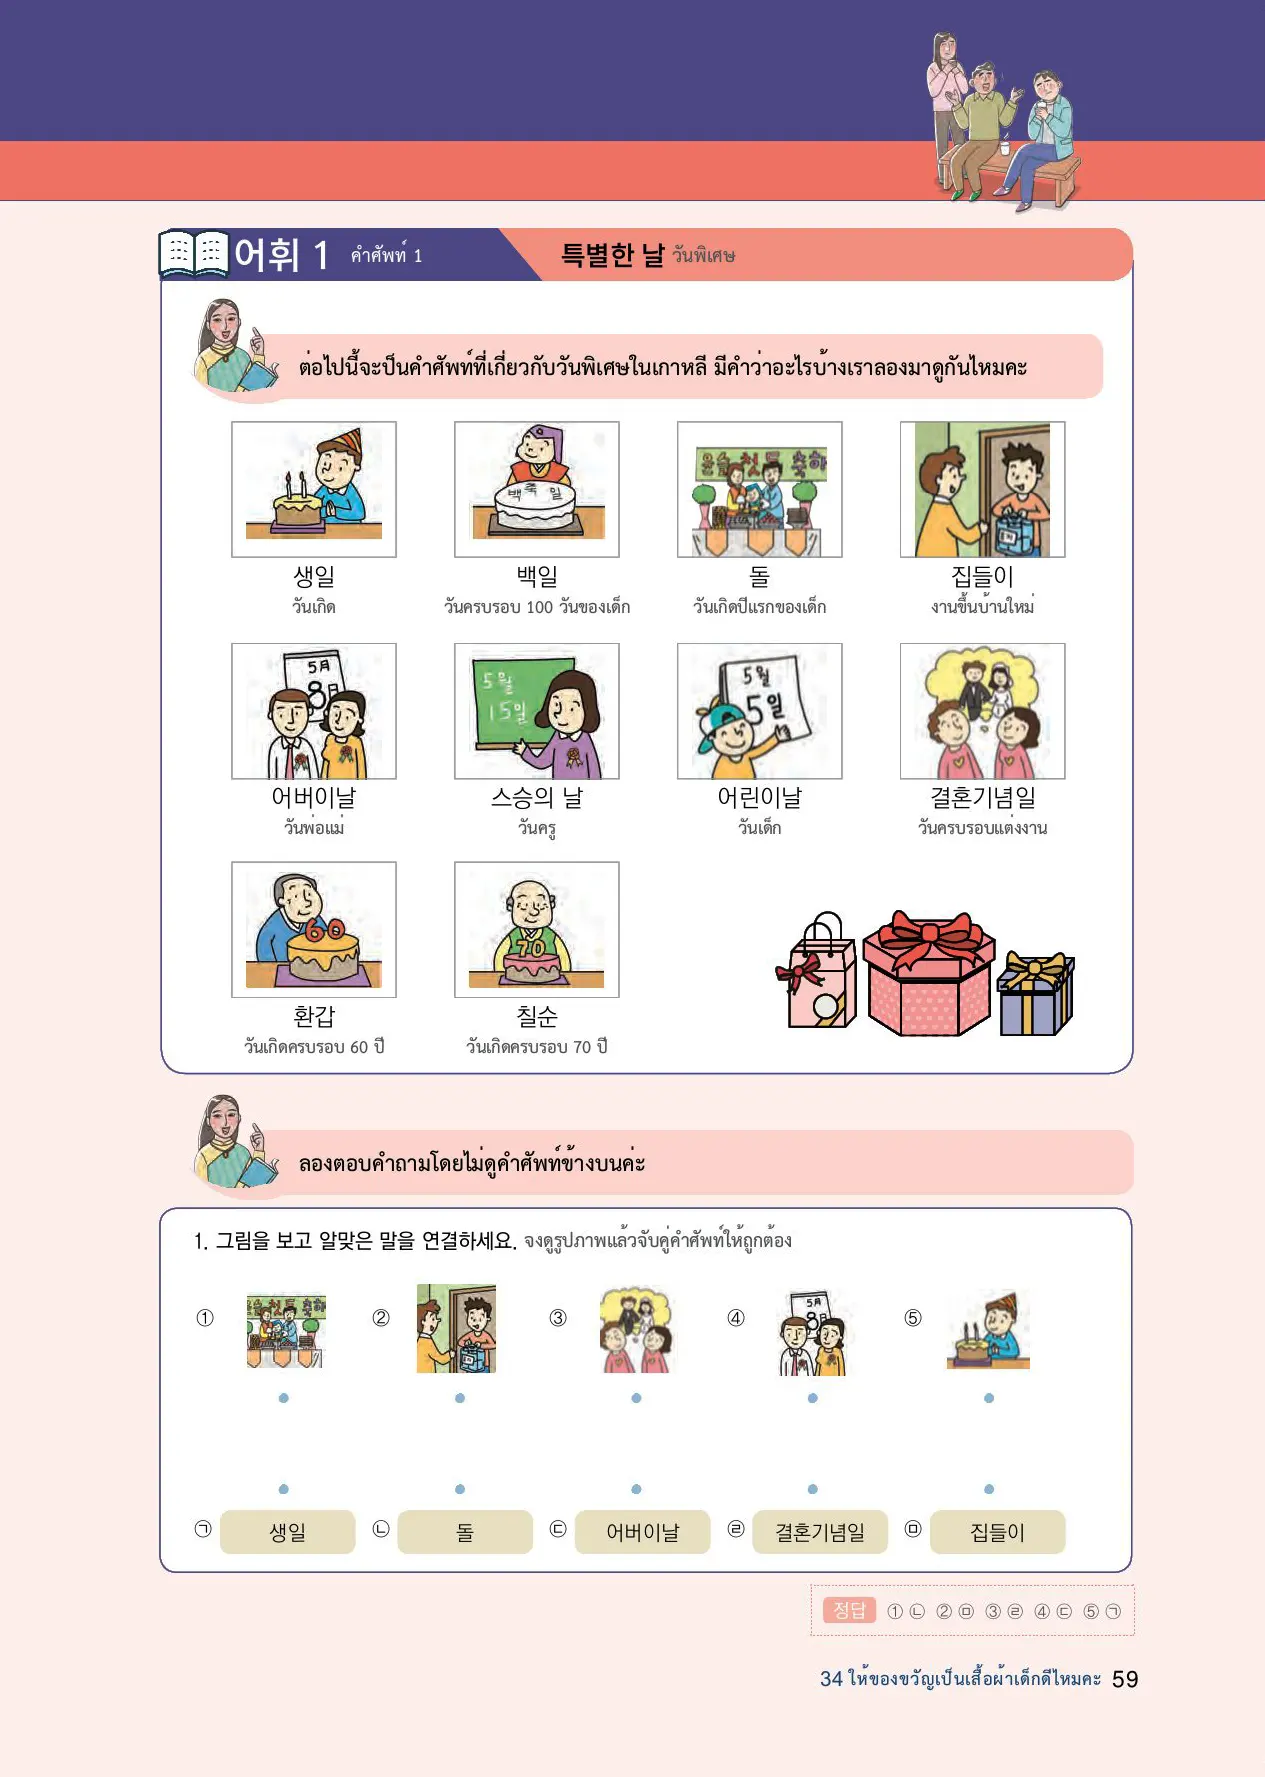 어휘 1 คำศัพท์ 1 특별한 날 วันพิเศษ
ต่อไปนี้จะป็นคำศัพท์ที่เกี่ยวกับวันพิเศษในเกาหลี มีคำว่าอะไรบ้างเราลองมาดูกันไหมคะ
백일 축
윤슬 첫 돌 축하
생일 백일 돌 집들이
วันเกิด วันครบรอบ 100 วันของเด็ก วันเกิดปีแรกของเด็ก งานขึ้นบ้านใหม่
5月 5월 5월
8日 15일 5일
어버이날 스승의 날 어린이날 결혼기념일
วันพ่อแม่ วันครู วันเด็ก วันครบรอบแต่งงาน
60 70
환갑 칠순
วันเกิดครบรอบ 60 ปี วันเกิดครบรอบ 70 ปี
ลองตอบคำถามโดยไม่ดูคำศัพท์ข้างบนค่ะ
1. 그림을 보고 알맞은 말을 연결하세요. จงดูรูปภาพแล้วจับคู่คำศัพท์ให้ถูกต้อง
① ② ③ ④ ⑤
5月
8日
㉠ 생일 ㉡ 돌 ㉢ 어버이날 ㉣ 결혼기념일 ㉤ 집들이
정답 ① ㉡ ② ㉤ ③ ㉣ ④ ㉢ ⑤ ㉠
34 ให้ของขวัญเป็นเสื้อผ้าเด็กดีไหมคะ 59